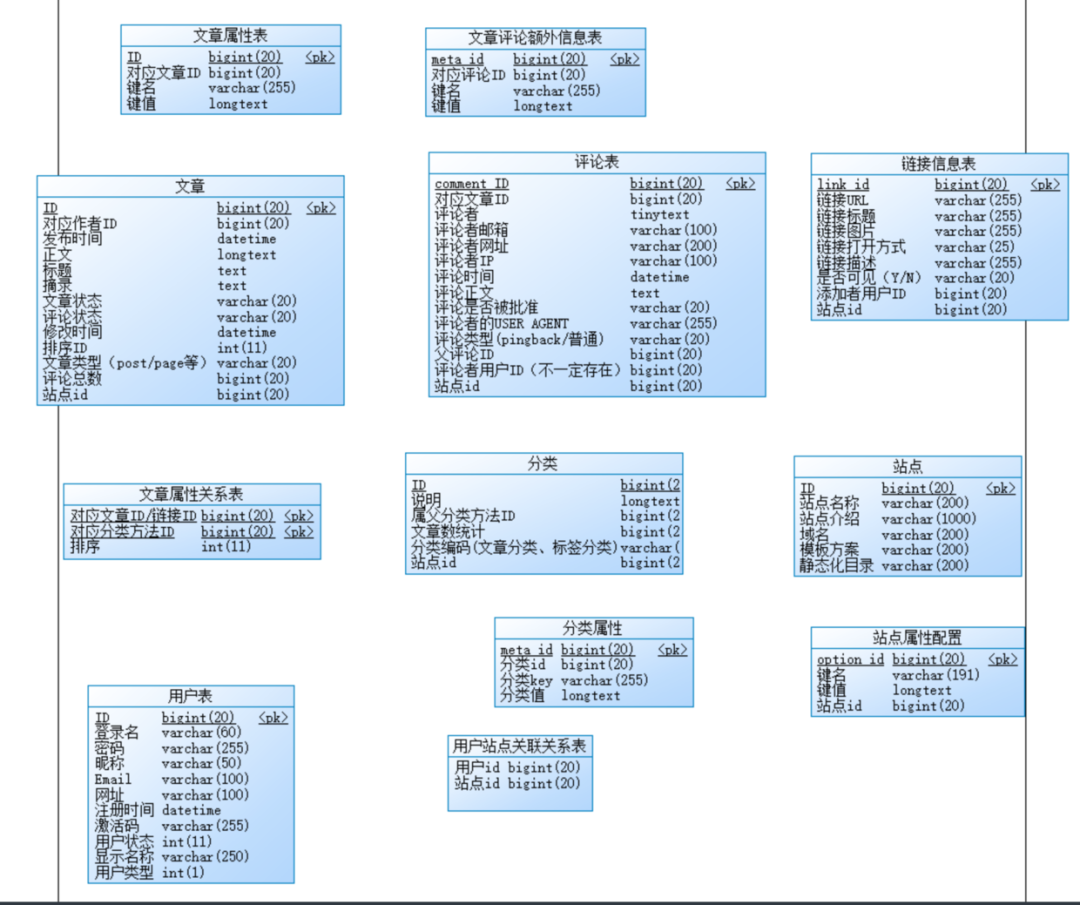 文章属性表
ID bigint(20) <pk>
对应文章ID bigint(20)
键名 varchar(255)
键值 longtext
文章评论额外信息表
meta_id bigint(20) <pk>
对应评论ID bigint(20)
键名 varchar(255)
键值 longtext
文章
ID bigint(20) <pk>
对应作者ID bigint(20)
发布时间 datetime
正文 longtext
标题 text
摘录 text
文章状态 varchar(20)
评论状态 varchar(20)
修改时间 datetime
排序ID int(11)
文章类型（post/page等） varchar(20)
评论总数 bigint(20)
站点id bigint(20)
评论表
comment_ID bigint(20) <pk>
对应文章ID bigint(20)
评论者 tinytext
评论者邮箱 varchar(100)
评论者网址 varchar(200)
评论者IP varchar(100)
评论时间 datetime
评论正文 text
评论是否被批准 varchar(20)
评论者的USER AGENT varchar(255)
评论类型(pingback/普通) varchar(20)
父评论ID bigint(20)
评论者用户ID（不一定存在） bigint(20)
站点id bigint(20)
链接信息表
link_id bigint(20) <pk>
链接URL varchar(255)
链接标题 varchar(255)
链接图片 varchar(255)
链接打开方式 varchar(25)
链接描述 varchar(255)
是否可见（Y/N） varchar(20)
添加者用户ID bigint(20)
站点id bigint(20)
文章属性关系表
对应文章ID/链接ID bigint(20) <pk>
对应分类方法ID bigint(20) <pk>
排序 int(11)
分类
ID bigint(2
说明 longtext
属父分类方法ID bigint(2
文章数统计 bigint(2
分类编码(文章分类、标签分类) varchar(
站点id bigint(2
站点
ID bigint(20) <pk>
站点名称 varchar(200)
站点介绍 varchar(1000)
域名 varchar(200)
模板方案 varchar(200)
静态化目录 varchar(200)
分类属性
meta_id bigint(20) <pk>
分类id bigint(20)
分类key varchar(255)
分类值 longtext
站点属性配置
option_id bigint(20) <pk>
键名 varchar(191)
键值 longtext
站点id bigint(20)
用户表
ID bigint(20) <pk>
登录名 varchar(60)
密码 varchar(255)
昵称 varchar(50)
Email varchar(100)
网址 varchar(100)
注册时间 datetime
激活码 varchar(255)
用户状态 int(11)
显示名称 varchar(250)
用户类型 int(1)
用户站点关联关系表
用户id bigint(20)
站点id bigint(20)